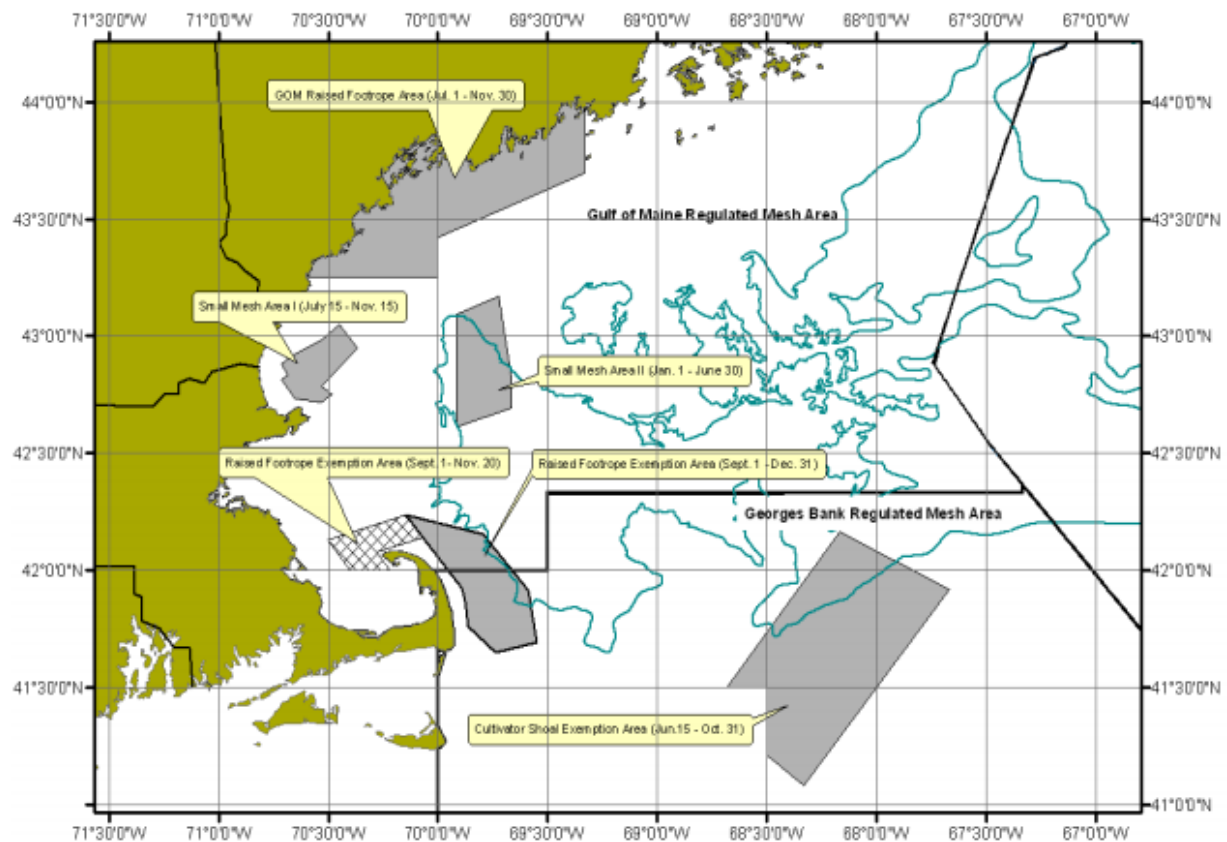 71°30'0"W 71°0'0"W 70°30'0"W 70°0'0"W 69°30'0"W 69°0'0"W 68°30'0"W 68°0'0"W 67°30'0"W 67°0'0"W
44°0'0"N 44°0'0"N
GOM Raised Footrope Area (Jul. 1 - Nov. 30)
43°30'0"N 43°30'0"N
Gulf of Maine Regulated Mesh Area
Small Mesh Area I (July 15 - Nov. 15)
43°0'0"N 43°0'0"N
Small Mesh Area II (Jan. 1 - June 30)
42°30'0"N 42°30'0"N
Raised Footrope Exemption Area (Sept. 1- Nov. 20)
Raised Footrope Exemption Area (Sept. 1 - Dec. 31)
Georges Bank Regulated Mesh Area
42°0'0"N 42°0'0"N
41°30'0"N 41°30'0"N
Cultivator Shoal Exemption Area (Jun.15 - Oct. 31)
41°0'0"N
71°30'0"W 71°0'0"W 70°30'0"W 70°0'0"W 69°30'0"W 69°0'0"W 68°30'0"W 68°0'0"W 67°30'0"W 67°0'0"W